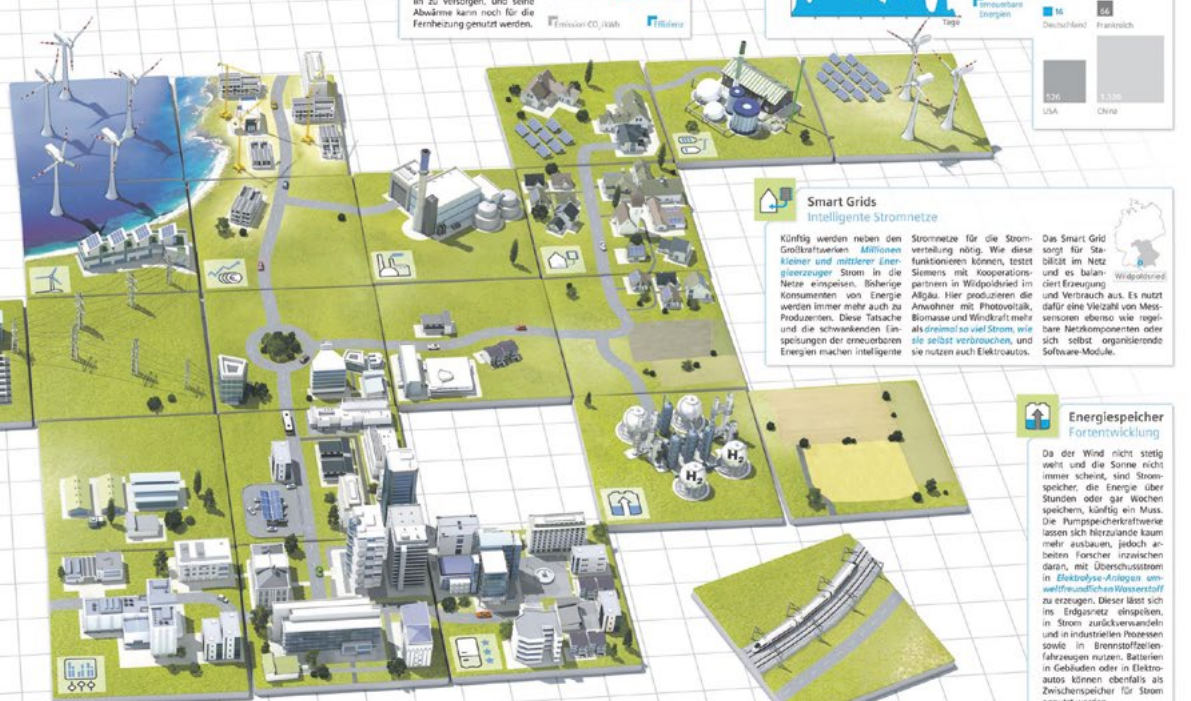 lin zu versorgen, und seine
Abwärme kann noch für die
Fernheizung genutzt werden.
Emission CO₂/kWh
Effizienz
Tage
erneuerbare
Energien
16
Deutschland
66
Frankreich
526
USA
China
Smart Grids
Intelligente Stromnetze
Künftig werden neben den
Großkraftwerken Millionen
kleiner und mittlerer Ener-
gieerzeuger Strom in die
Netze einspeisen. Bisherige
Konsumenten von Energie
werden immer mehr auch zu
Produzenten. Diese Tatsache
und die schwankenden Ein-
speisungen der erneuerbaren
Energien machen intelligente
Stromnetze für die Strom-
verteilung nötig. Wie diese
funktionieren können, testet
Siemens mit Kooperations-
partnern in Wildpoldsried im
Allgäu. Hier produzieren die
Anwohner mit Photovoltaik,
Biomasse und Windkraft mehr
als dreimal so viel Strom, wie
sie selbst verbrauchen, und
sie nutzen auch Elektroautos.
Das Smart Grid
sorgt für Sta-
bilität im Netz
und es balan-
ciert Erzeugung
und Verbrauch aus. Es nutzt
dafür eine Vielzahl von Mess-
sensoren ebenso wie regel-
bare Netzkomponenten oder
sich selbst organisierende
Software-Module.
Wildpoldsried
H₂
H₂
Energiespeicher
Fortentwicklung
Da der Wind nicht stetig
weht und die Sonne nicht
immer scheint, sind Strom-
speicher, die Energie über
Stunden oder gar Wochen
speichern, künftig ein Muss.
Die Pumpspeicherkraftwerke
lassen sich hierzulande kaum
mehr ausbauen, jedoch ar-
beiten Forscher inzwischen
daran, mit Überschussstrom
in Elektrolyse-Anlagen um-
weltfreundlichen Wasserstoff
zu erzeugen. Dieser lässt sich
ins Erdgasnetz einspeisen,
in Strom zurückverwandeln
und in industriellen Prozessen
sowie in Brennstoffzellen-
fahrzeugen nutzen. Batterien
in Gebäuden oder in Elektro-
autos können ebenfalls als
Zwischenspeicher für Strom